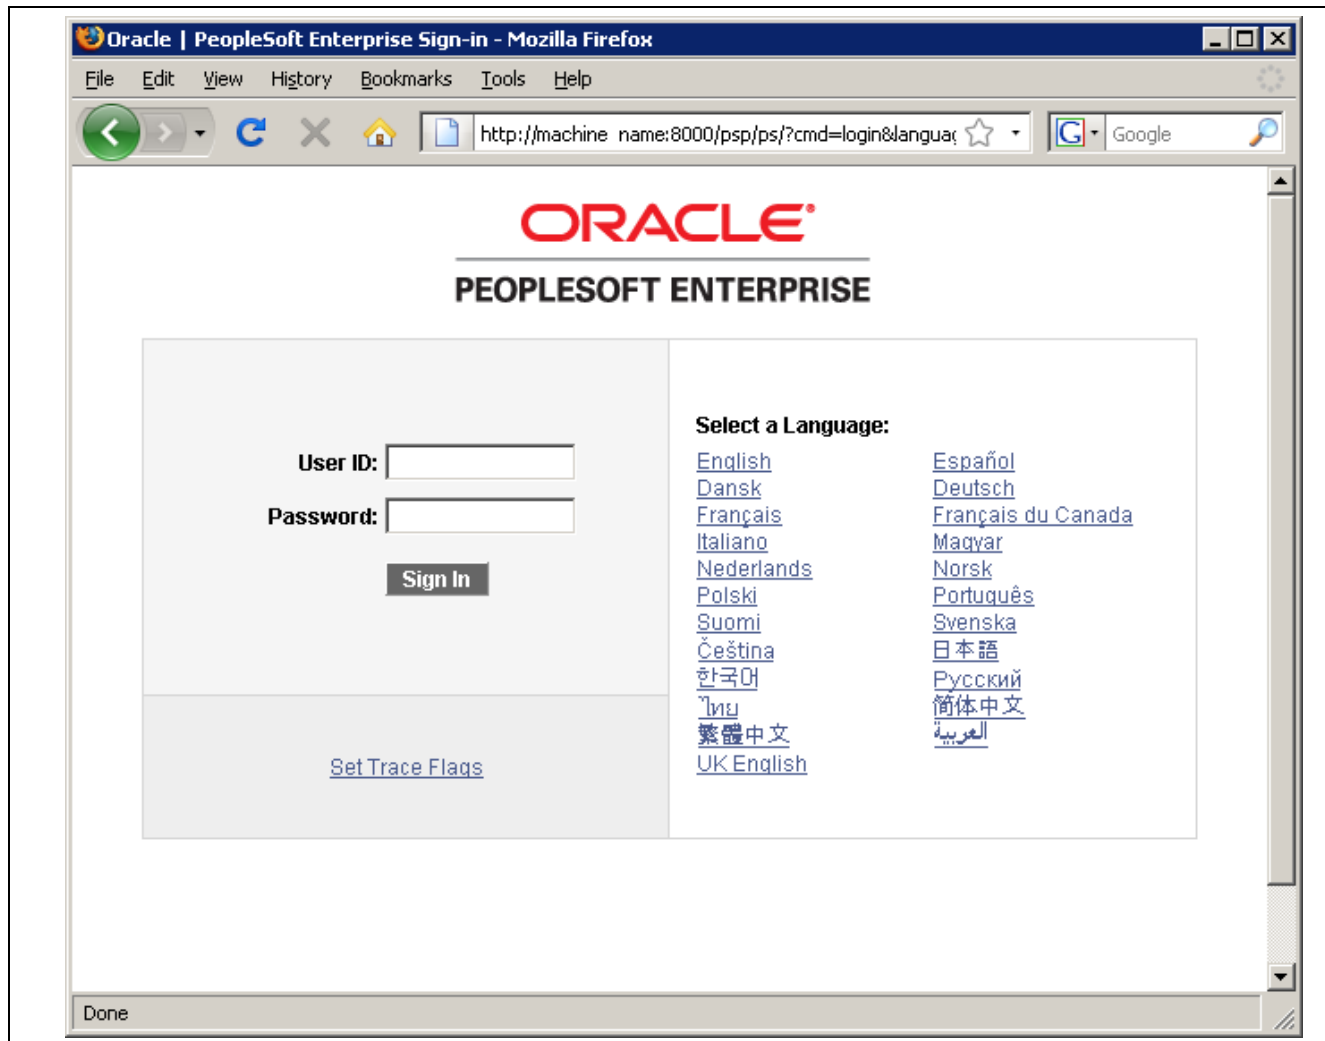 Oracle | PeopleSoft Enterprise Sign-in - Mozilla Firefox
File Edit View History Bookmarks Tools Help
http://machine name:8000/psp/ps/?cmd=login&languag
Google
ORACLE®
PEOPLESOFT ENTERPRISE
User ID:
Password:
Sign In
Set Trace Flags
Select a Language:
English Español
Dansk Deutsch
Français Français du Canada
Italiano Magyar
Nederlands Norsk
Polski Português
Suomi Svenska
Čeština 日本語
한국어 Русский
ไทย 简体中文
繁體中文 العربية
UK English
Done